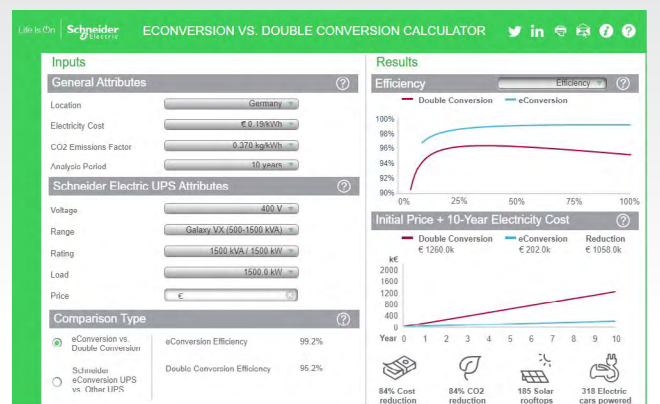 Life Is On | Schneider Electric
ECONVERSION VS. DOUBLE CONVERSION CALCULATOR
Inputs
General Attributes
Location Germany
Electricity Cost € 0.19/kWh
CO2 Emissions Factor 0.370 kg/kWh
Analysis Period 10 years
Schneider Electric UPS Attributes
Voltage 400 V
Range Galaxy VX (500-1500 kVA)
Rating 1500 kVA / 1500 kW
Load 1500.0 kW
Price €
Comparison Type
eConversion vs.
Double Conversion
eConversion Efficiency 99.2%
Double Conversion Efficiency 95.2%
Schneider
eConversion UPS
vs. Other UPS
Results
Efficiency Efficiency
Double Conversion eConversion
100%
98%
96%
94%
92%
90%
0% 25% 50% 75% 100%
Initial Price + 10-Year Electricity Cost
Double Conversion eConversion Reduction
€ 1260.0k € 202.0k € 1058.0k
k€
2000
1600
1200
800
400
0
Year 0 1 2 3 4 5 6 7 8 9 10
84% Cost
reduction
84% CO2
reduction
185 Solar
rooftops
318 Electric
cars powered